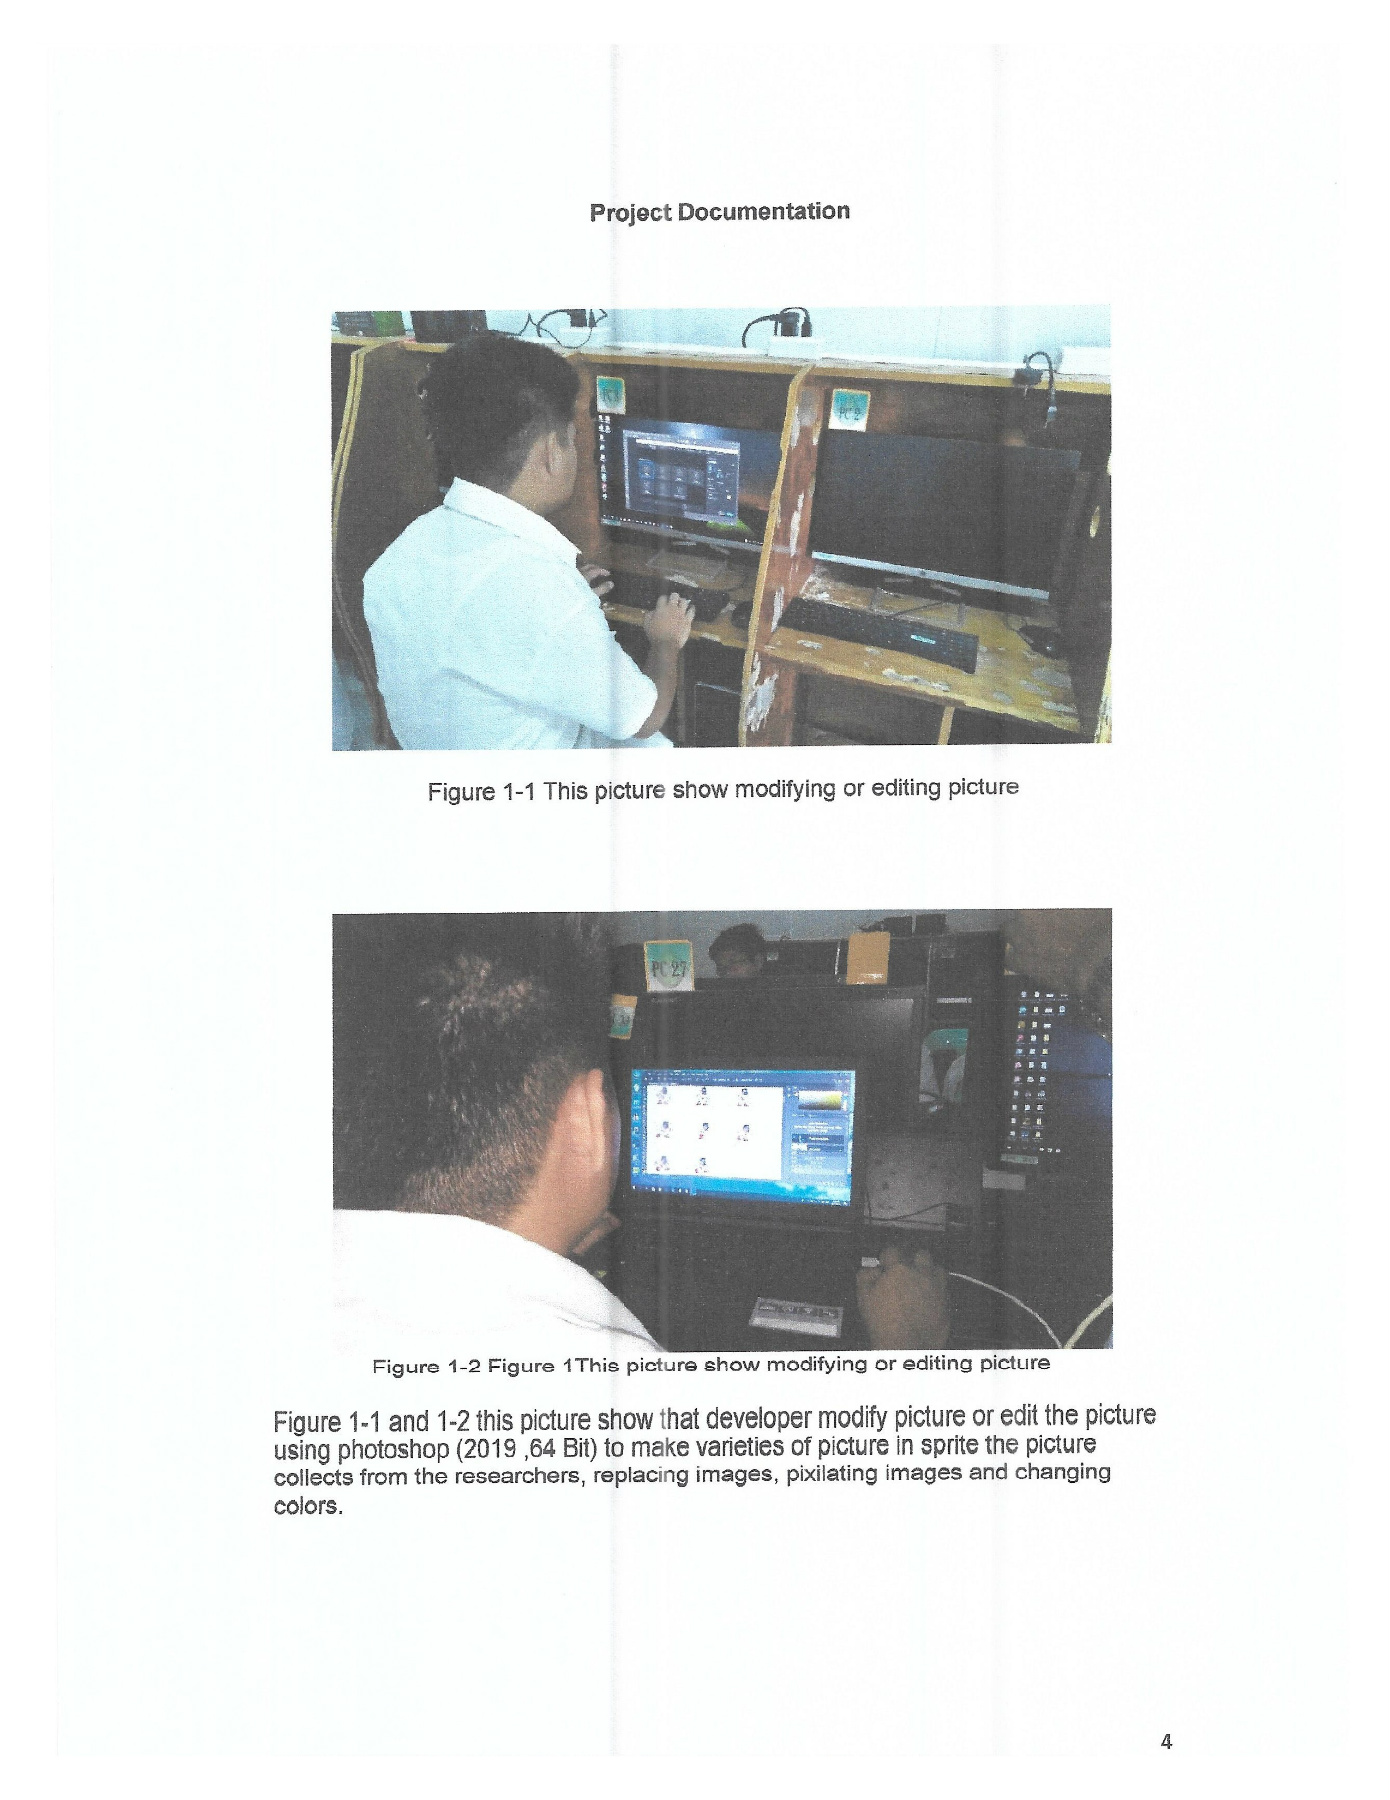 Project Documentation
PC 2
Figure 1-1 This picture show modifying or editing picture
PC 27
Figure 1-2 Figure 1This picture show modifying or editing picture
Figure 1-1 and 1-2 this picture show that developer modify picture or edit the picture
using photoshop (2019 ,64 Bit) to make varieties of picture in sprite the picture
collects from the researchers, replacing images, pixilating images and changing
colors.
4